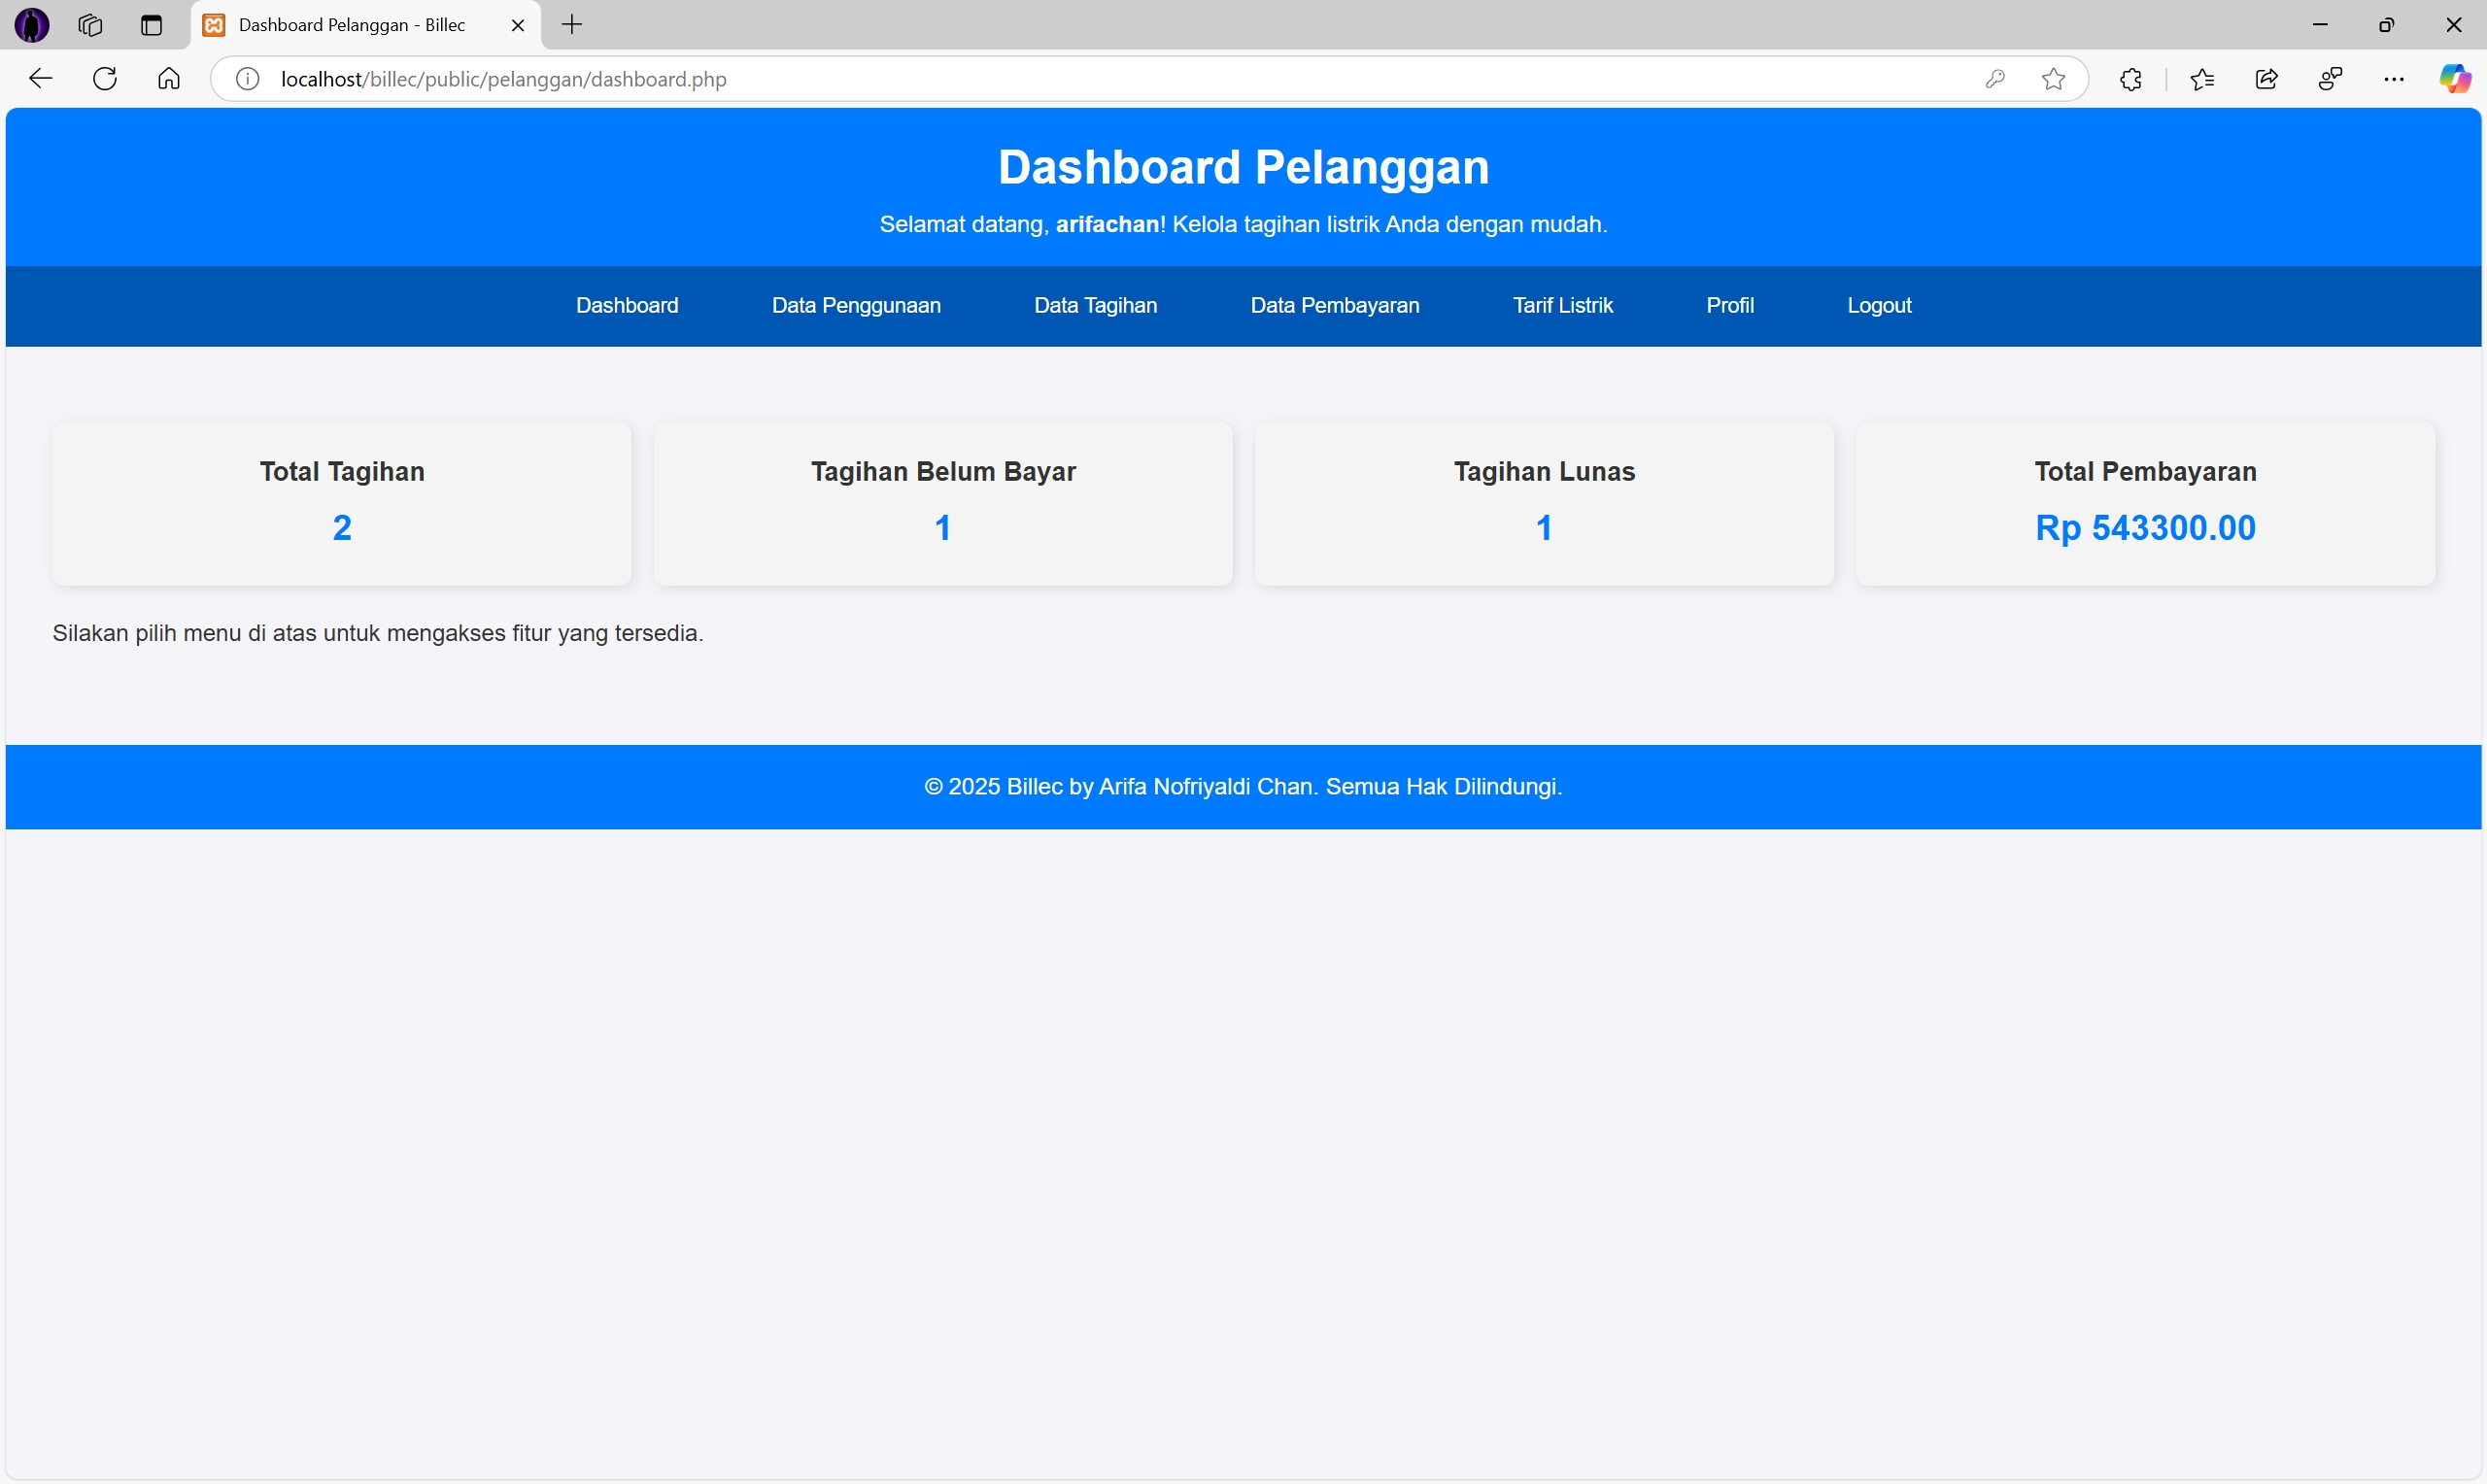 Dashboard Pelanggan - Billec
localhost/billec/public/pelanggan/dashboard.php
Dashboard Pelanggan
Selamat datang, arifachan! Kelola tagihan listrik Anda dengan mudah.
Dashboard Data Penggunaan Data Tagihan Data Pembayaran Tarif Listrik Profil Logout
Total Tagihan
2
Tagihan Belum Bayar
1
Tagihan Lunas
1
Total Pembayaran
Rp 543300.00
Silakan pilih menu di atas untuk mengakses fitur yang tersedia.
© 2025 Billec by Arifa Nofriyaldi Chan. Semua Hak Dilindungi.